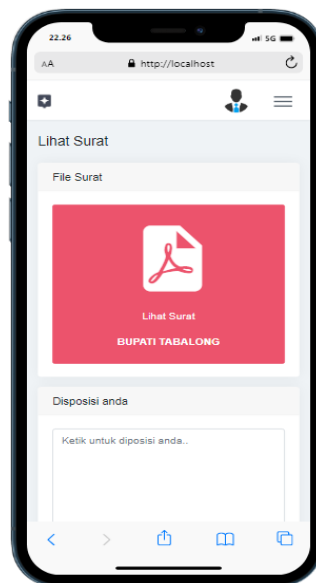 22.26
5G
AA
http://localhost
Lihat Surat
File Surat
Lihat Surat
BUPATI TABALONG
Disposisi anda
Ketik untuk diposisi anda..